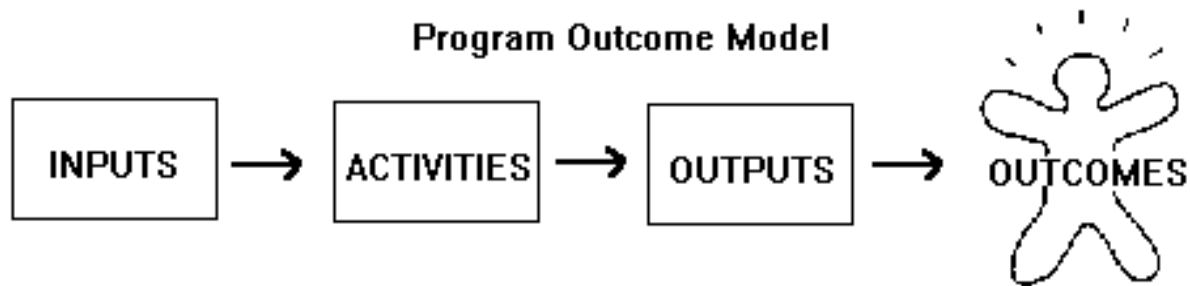 Program Outcome Model
INPUTS
ACTIVITIES
OUTPUTS
OUTCOMES